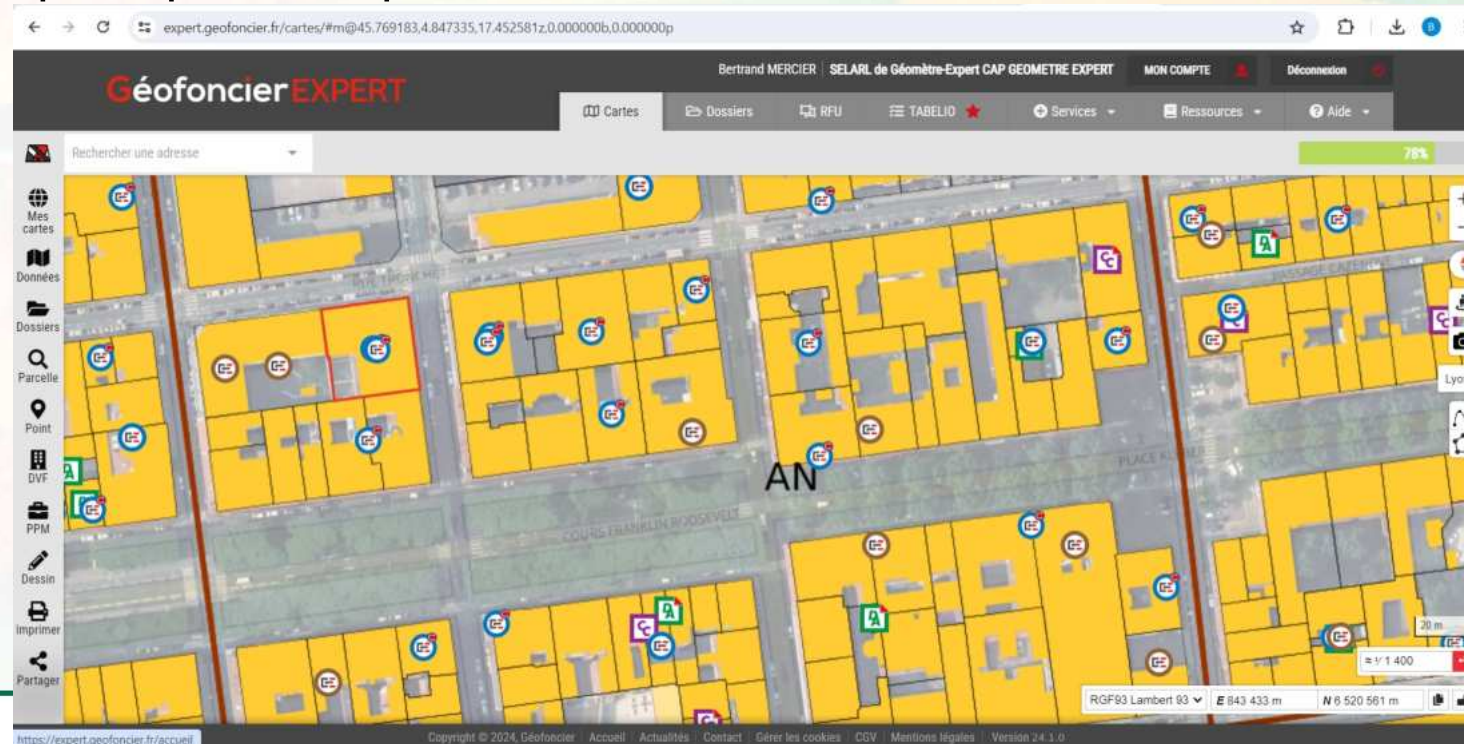 expert.geofoncier.fr/cartes/#m@45.769183,4.847335,17.452581z,0.000000b,0.000000p
B
Géofoncier EXPERT
Bertrand MERCIER | SELARL de Géomètre-Expert CAP GEOMETRE EXPERT
MON COMPTE
Déconnexion
Cartes
Dossiers
RFU
TABELIO
Services
Ressources
Aide
Rechercher une adresse
78%
Mes cartes
Données
Dossiers
Parcelle
Point
DVF
PPM
Dessin
Imprimer
Partager
PLACE
AN
COURS FRANKLIN ROOSEVELT
Lyo
20 m
≈ 1/ 1 400
RGF93 Lambert 93
E 843 433 m
N 6 520 561 m
https://expert.geofoncier.fr/accueil
Copyright © 2024, Géofoncier | Accueil | Actualités | Contact | Gérer les cookies | CGV | Mentions légales | Version 24.1.0